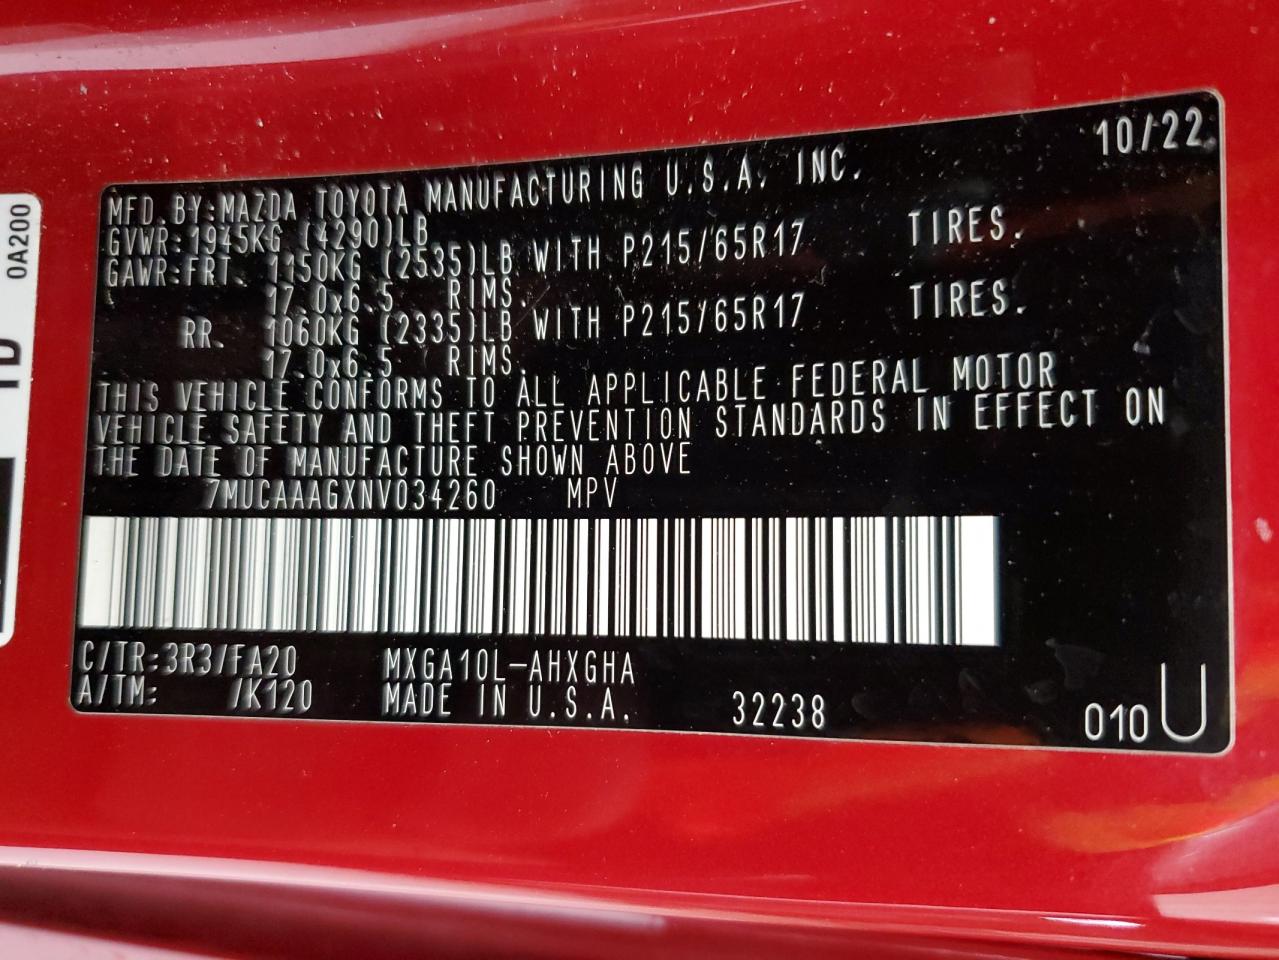 10/22
MFD. BY:MAZDA TOYOTA MANUFACTURING U.S.A. INC.
GVWR:1945KG (4290)LB
GAWR:FRT. 1150KG (2535)LB WITH P215/65R17 TIRES.
17.0x6.5 RIMS.
RR. 1060KG (2335)LB WITH P215/65R17 TIRES.
17.0x6.5 RIMS.
THIS VEHICLE CONFORMS TO ALL APPLICABLE FEDERAL MOTOR
VEHICLE SAFETY AND THEFT PREVENTION STANDARDS IN EFFECT ON
THE DATE OF MANUFACTURE SHOWN ABOVE
7MUCAAAGXNV034260 MPV
C/TR:3R3/FA20 MXGA10L-AHXGHA
A/TM: /K120 MADE IN U.S.A. 32238 010U
0A200